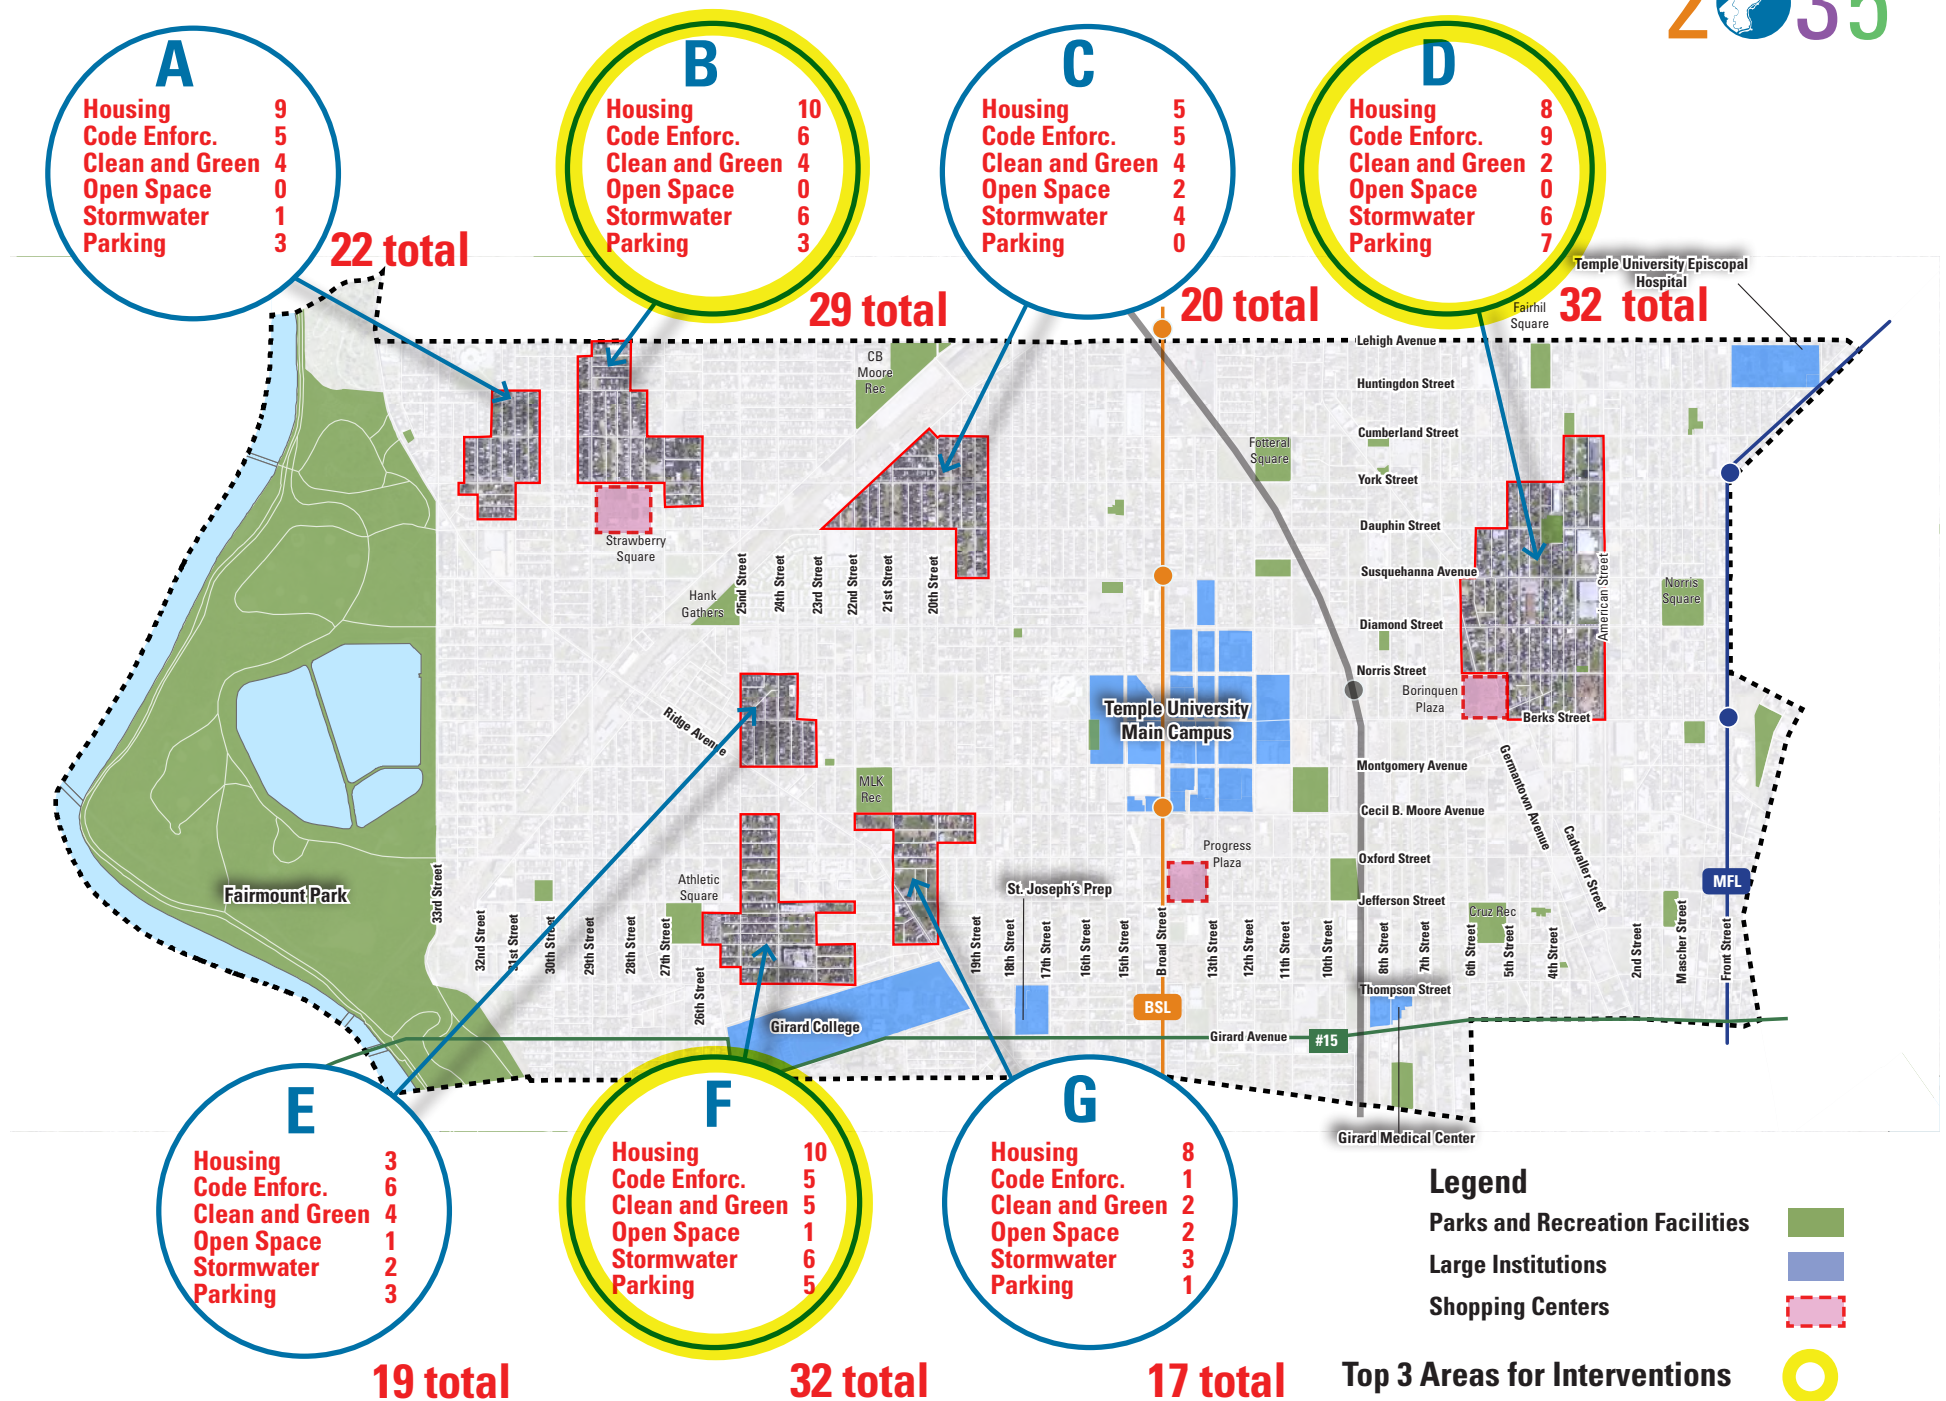 2035
A
Housing 9
Code Enforc. 5
Clean and Green 4
Open Space 0
Stormwater 1
Parking 3
22 total
B
Housing 10
Code Enforc. 6
Clean and Green 4
Open Space 0
Stormwater 6
Parking 3
29 total
C
Housing 5
Code Enforc. 5
Clean and Green 4
Open Space 2
Stormwater 4
Parking 0
20 total
D
Housing 8
Code Enforc. 9
Clean and Green 2
Open Space 0
Stormwater 6
Parking 7
32 total
Temple University Episcopal
Hospital
Fairhil
Square
CB
Moore
Rec
Lehigh Avenue
Huntingdon Street
Cumberland Street
Fotteral
Square
York Street
Dauphin Street
Strawberry
Square
Susquehanna Avenue
American Street
Norris
Square
Hank
Gathers
25nd Street
24th Street
23rd Street
22nd Street
21st Street
20th Street
Diamond Street
Norris Street
Borinquen
Plaza
Berks Street
Ridge Avenue
Temple University
Main Campus
Montgomery Avenue
MLK
Rec
Cecil B. Moore Avenue
Germantown Avenue
Cadwaller Street
Progress
Plaza
Oxford Street
Fairmount Park
33rd Street
Athletic
Square
St. Joseph's Prep
Jefferson Street
MFL
Cruz Rec
32nd Street
31st Street
30th Street
29th Street
28th Street
27th Street
26th Street
19th Street
18th Street
17th Street
16th Street
15th Street
Broad Street
13th Street
12th Street
11th Street
10th Street
8th Street
7th Street
6th Street
5th Street
4th Street
2nd Street
Mascher Street
Front Street
Thompson Street
BSL
Girard College
Girard Avenue
#15
Girard Medical Center
E
Housing 3
Code Enforc. 6
Clean and Green 4
Open Space 1
Stormwater 2
Parking 3
19 total
F
Housing 10
Code Enforc. 5
Clean and Green 5
Open Space 1
Stormwater 6
Parking 5
32 total
G
Housing 8
Code Enforc. 1
Clean and Green 2
Open Space 2
Stormwater 3
Parking 1
17 total
Legend
Parks and Recreation Facilities
Large Institutions
Shopping Centers
Top 3 Areas for Interventions